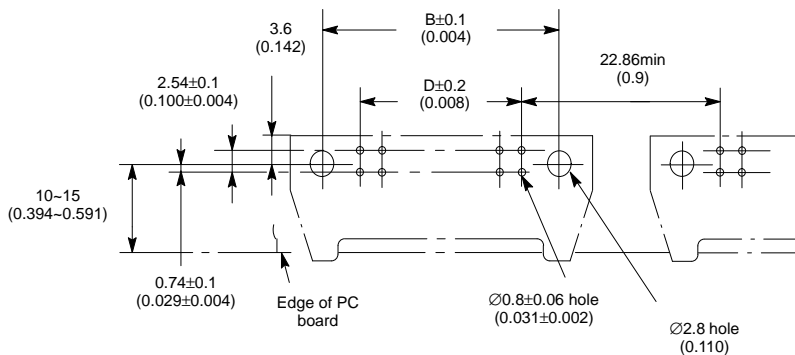 3.6
(0.142)
B±0.1
(0.004)
22.86min
(0.9)
2.54±0.1
(0.100±0.004)
D±0.2
(0.008)
10~15
(0.394~0.591)
0.74±0.1
(0.029±0.004)
Edge of PC
board
∅0.8±0.06 hole
(0.031±0.002)
∅2.8 hole
(0.110)